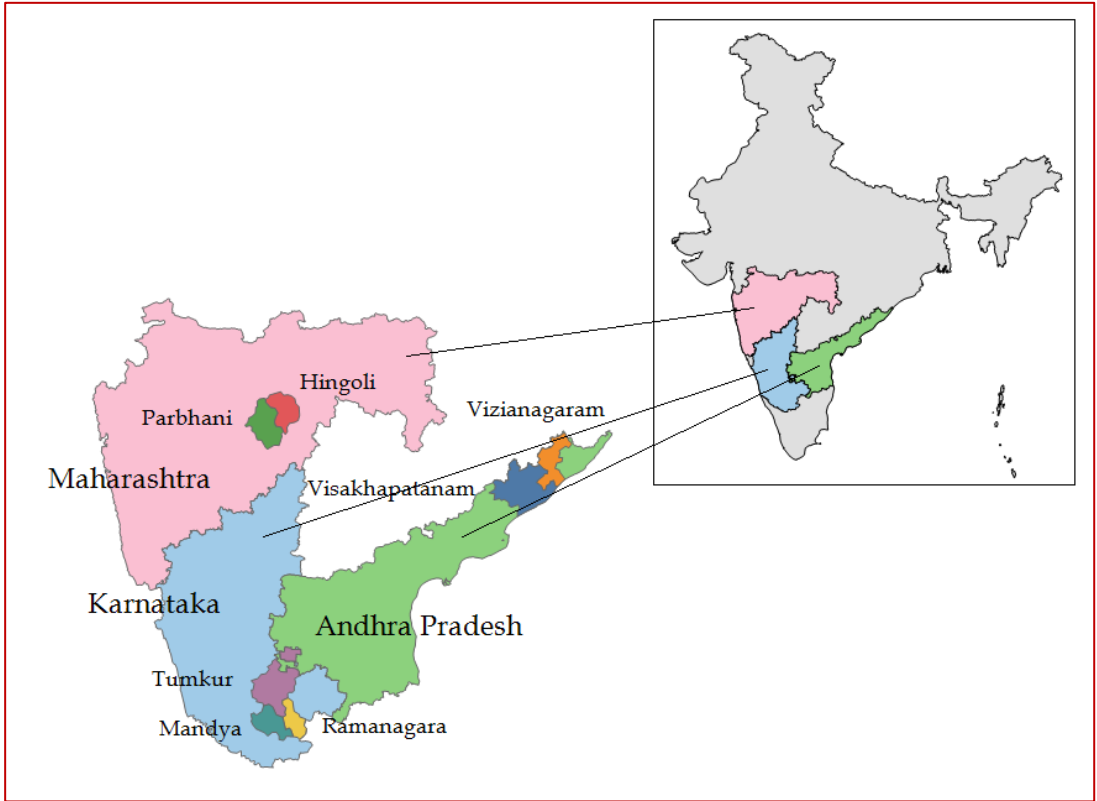 Hingoli
Parbhani
Vizianagaram
Maharashtra
Visakhapatanam
Karnataka
Andhra Pradesh
Tumkur
Mandya
Ramanagara